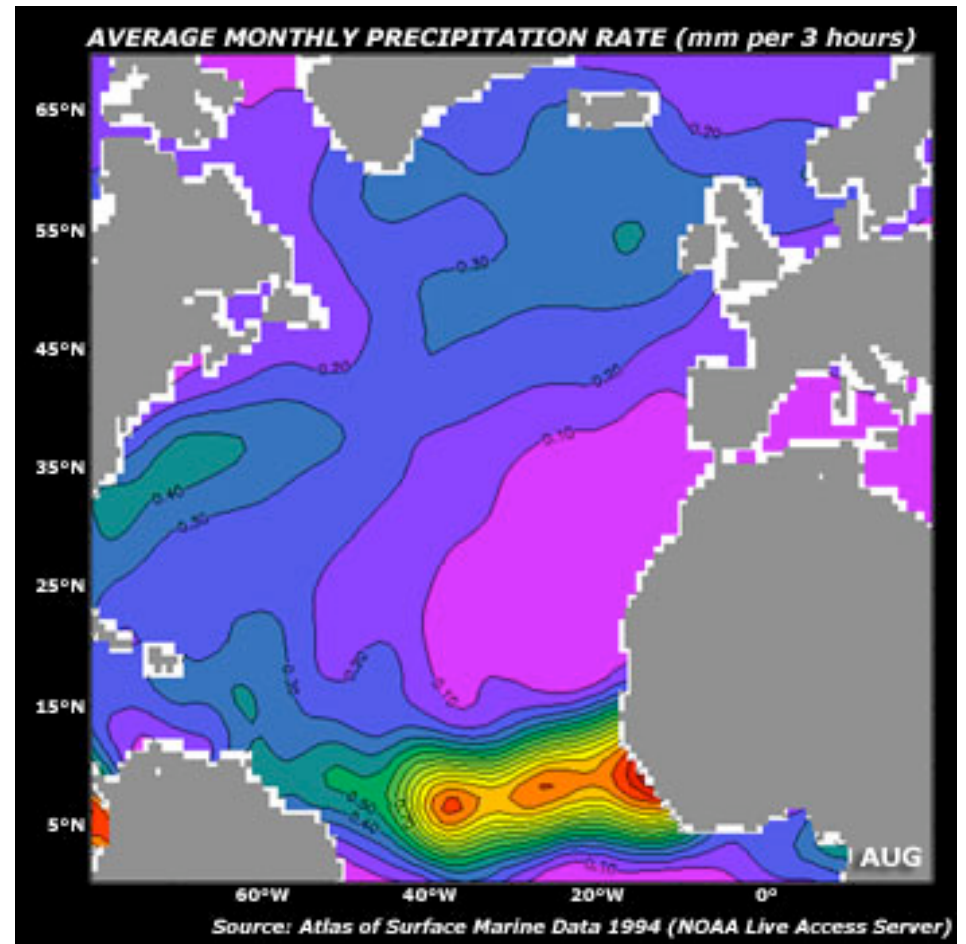 AVERAGE MONTHLY PRECIPITATION RATE (mm per 3 hours)
65°N
0.20
55°N
0.30
45°N
0.20
0.20
0.10
35°N
0.40
0.30
25°N
0.20
0.10
15°N
0.50
0.40
5°N
0.10
AUG
60°W 40°W 20°W 0°
Source: Atlas of Surface Marine Data 1994 (NOAA Live Access Server)